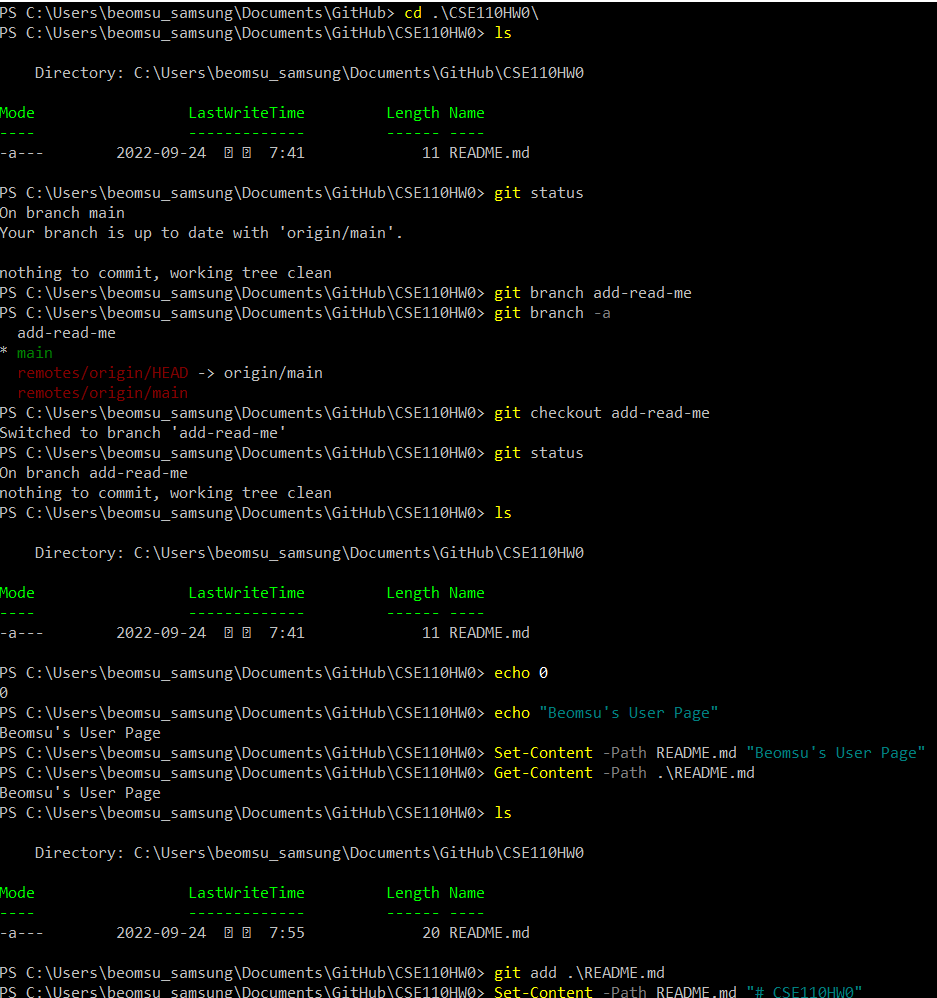 PS C:\Users\beomsu_samsung\Documents\GitHub> cd .\CSE110HW0\
PS C:\Users\beomsu_samsung\Documents\GitHub\CSE110HW0> ls
Directory: C:\Users\beomsu_samsung\Documents\GitHub\CSE110HW0
Mode LastWriteTime Length Name
---- ------------- ------ ----
-a--- 2022-09-24 7:41 11 README.md
PS C:\Users\beomsu_samsung\Documents\GitHub\CSE110HW0> git status
On branch main
Your branch is up to date with 'origin/main'.
nothing to commit, working tree clean
PS C:\Users\beomsu_samsung\Documents\GitHub\CSE110HW0> git branch add-read-me
PS C:\Users\beomsu_samsung\Documents\GitHub\CSE110HW0> git branch -a
add-read-me
* main
remotes/origin/HEAD -> origin/main
remotes/origin/main
PS C:\Users\beomsu_samsung\Documents\GitHub\CSE110HW0> git checkout add-read-me
Switched to branch 'add-read-me'
PS C:\Users\beomsu_samsung\Documents\GitHub\CSE110HW0> git status
On branch add-read-me
nothing to commit, working tree clean
PS C:\Users\beomsu_samsung\Documents\GitHub\CSE110HW0> ls
Directory: C:\Users\beomsu_samsung\Documents\GitHub\CSE110HW0
Mode LastWriteTime Length Name
---- ------------- ------ ----
-a--- 2022-09-24 7:41 11 README.md
PS C:\Users\beomsu_samsung\Documents\GitHub\CSE110HW0> echo 0
0
PS C:\Users\beomsu_samsung\Documents\GitHub\CSE110HW0> echo "Beomsu's User Page"
Beomsu's User Page
PS C:\Users\beomsu_samsung\Documents\GitHub\CSE110HW0> Set-Content -Path README.md "Beomsu's User Page"
PS C:\Users\beomsu_samsung\Documents\GitHub\CSE110HW0> Get-Content -Path .\README.md
Beomsu's User Page
PS C:\Users\beomsu_samsung\Documents\GitHub\CSE110HW0> ls
Directory: C:\Users\beomsu_samsung\Documents\GitHub\CSE110HW0
Mode LastWriteTime Length Name
---- ------------- ------ ----
-a--- 2022-09-24 7:55 20 README.md
PS C:\Users\beomsu_samsung\Documents\GitHub\CSE110HW0> git add .\README.md
PS C:\Users\beomsu_samsung\Documents\GitHub\CSE110HW0> Set-Content -Path README.md "# CSE110HW0"